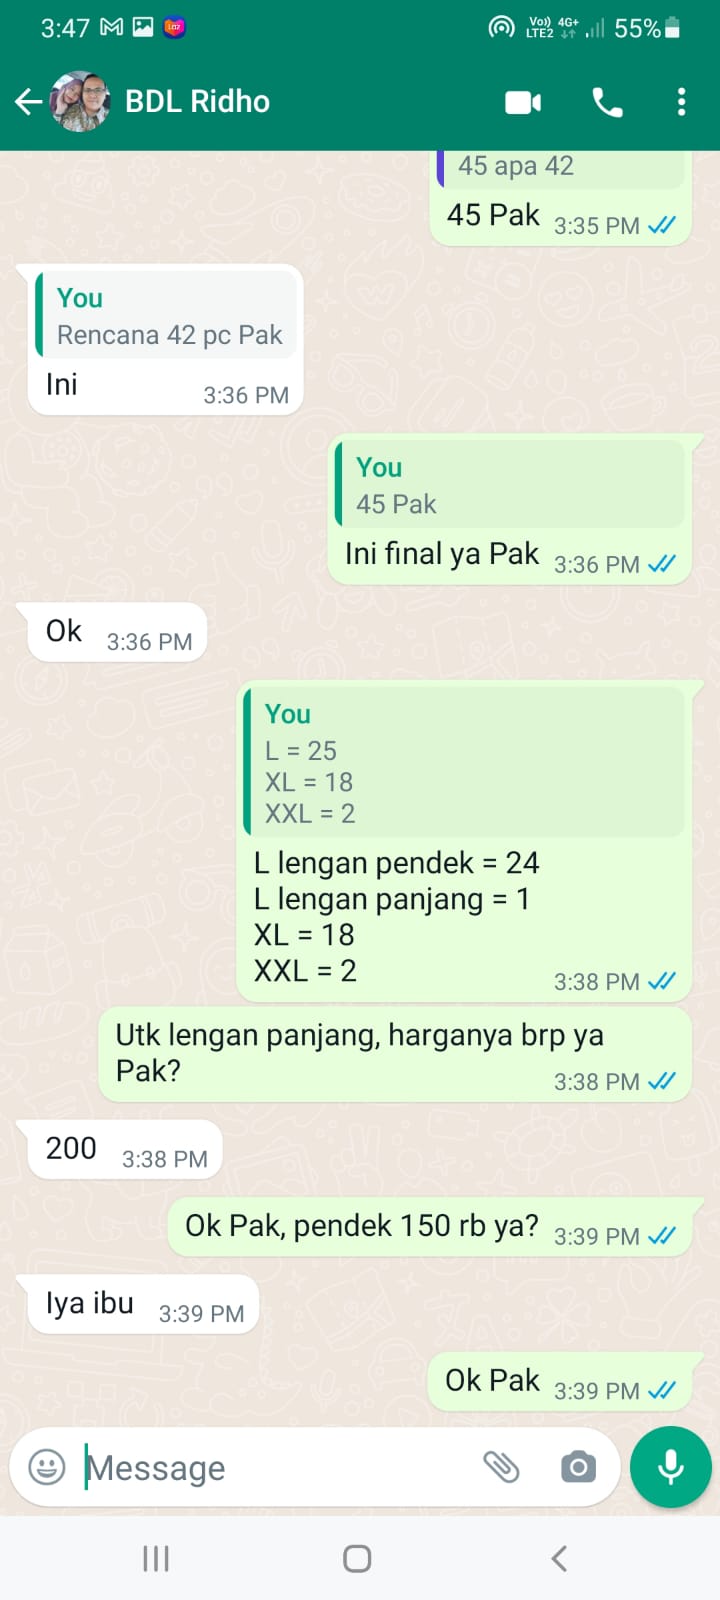 3:47
LOZ
Vo)) 4G+
LTE2
55%
BDL Ridho
45 apa 42
45 Pak 3:35 PM
You
Rencana 42 pc Pak
Ini 3:36 PM
You
45 Pak
Ini final ya Pak 3:36 PM
Ok 3:36 PM
You
L = 25
XL = 18
XXL = 2
L lengan pendek = 24
L lengan panjang = 1
XL = 18
XXL = 2
3:38 PM
Utk lengan panjang, harganya brp ya
Pak?
3:38 PM
200 3:38 PM
Ok Pak, pendek 150 rb ya? 3:39 PM
Iya ibu 3:39 PM
Ok Pak 3:39 PM
Message